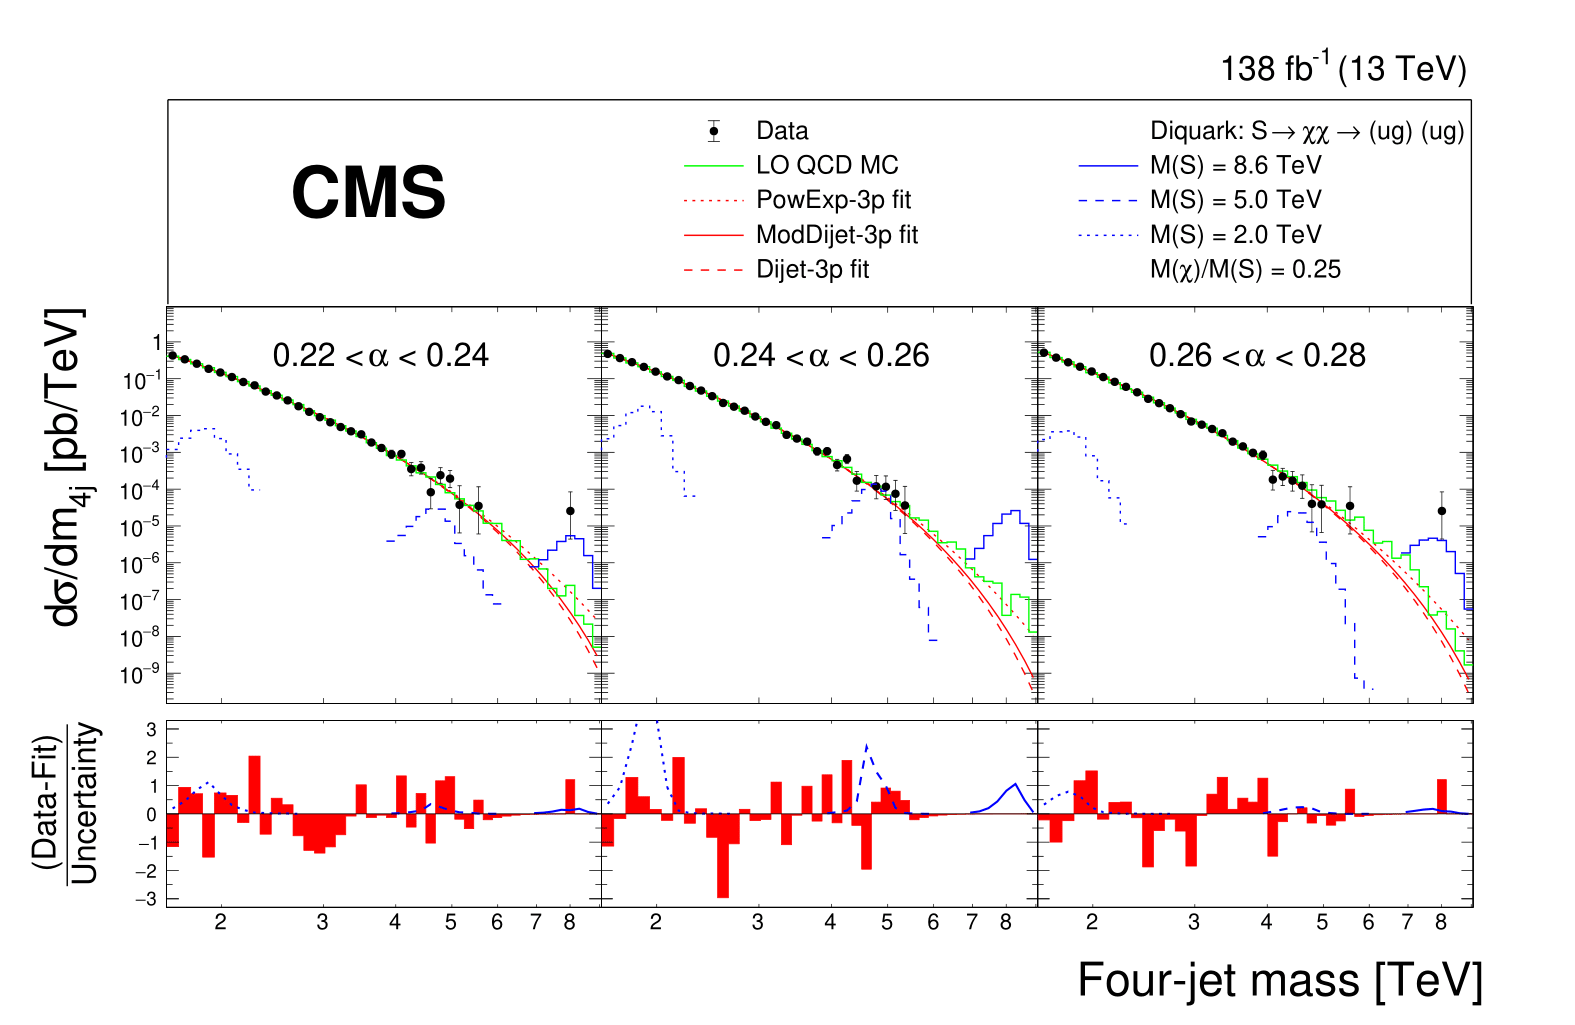 138 fb⁻¹ (13 TeV)
CMS
Data
LO QCD MC
PowExp-3p fit
ModDijet-3p fit
Dijet-3p fit
Diquark: S → χχ → (ug) (ug)
M(S) = 8.6 TeV
M(S) = 5.0 TeV
M(S) = 2.0 TeV
M(χ)/M(S) = 0.25
dσ/dm₄ⱼ [pb/TeV]
1
10⁻¹
10⁻²
10⁻³
10⁻⁴
10⁻⁵
10⁻⁶
10⁻⁷
10⁻⁸
10⁻⁹
0.22 < α < 0.24
0.24 < α < 0.26
0.26 < α < 0.28
(Data-Fit)
Uncertainty
3
2
1
0
−1
−2
−3
2 3 4 5 6 7 8 2 3 4 5 6 7 8 2 3 4 5 6 7 8
Four-jet mass [TeV]